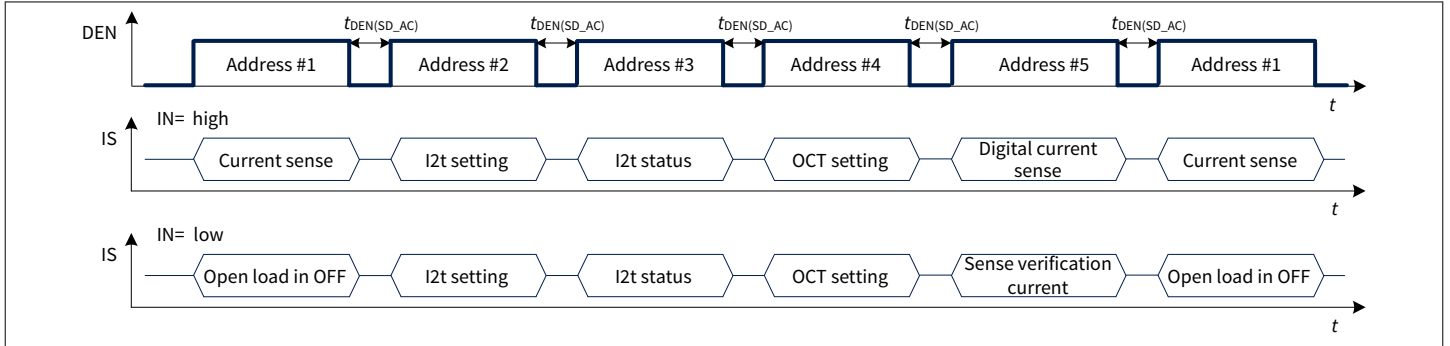 tDEN(SD_AC) tDEN(SD_AC) tDEN(SD_AC) tDEN(SD_AC) tDEN(SD_AC)
DEN
Address #1 Address #2 Address #3 Address #4 Address #5 Address #1
t
IN= high
IS
Current sense I2t setting I2t status OCT setting Digital current sense Current sense
t
IN= low
IS
Open load in OFF I2t setting I2t status OCT setting Sense verification current Open load in OFF
t